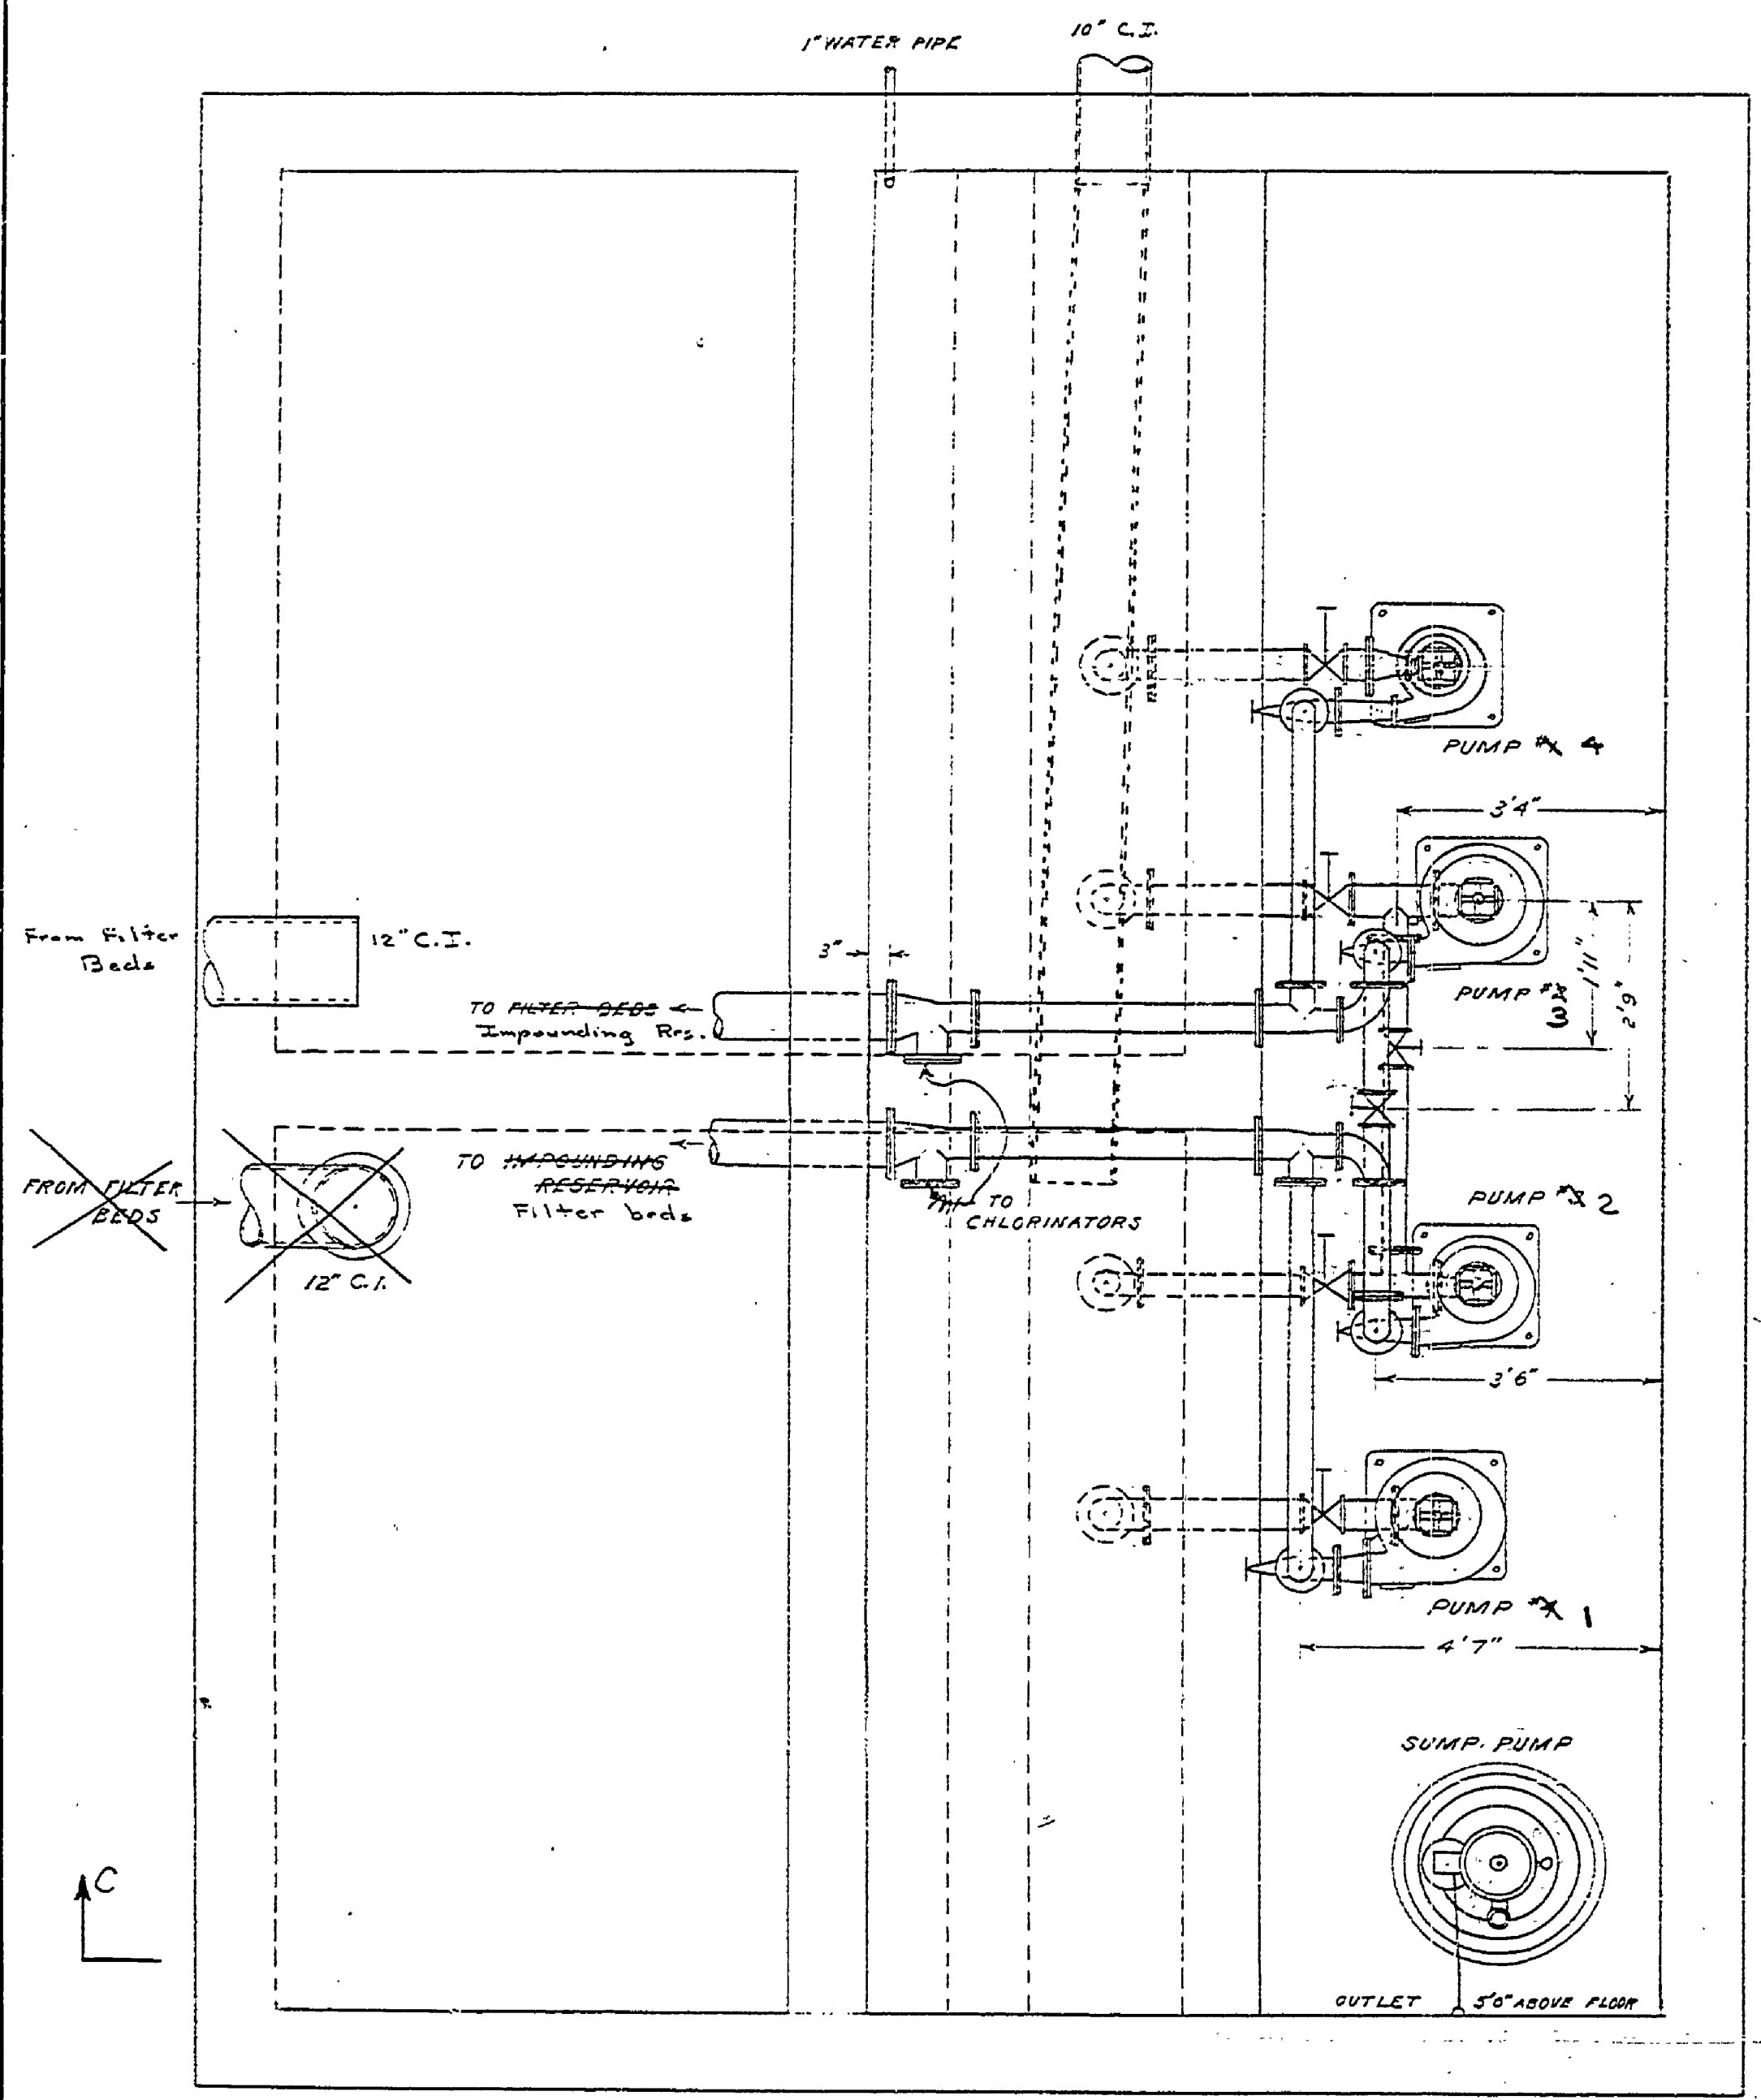 1" WATER PIPE
10" C.I.
PUMP # 4
3'4"
From Filter
Beds
12" C.I.
3"
TO FILTER BEDS
Impounding Res.
PUMP #
3
1'11"
2'9"
FROM FILTER
BEDS
TO IMPOUNDING
RESERVOIR
Filter beds
TO
CHLORINATORS
PUMP # 2
12" C.I.
3'6"
PUMP # 1
4'7"
SUMP PUMP
C
OUTLET 5'0" ABOVE FLOOR